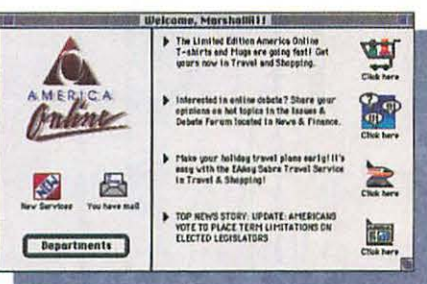 Welcome, Marshall11!
AMERICA
Online
New Services
You have mail
Departments
The Limited Edition America Online
T-shirts and Mugs are going fast! Get
yours now in Travel and Shopping.
Click here
Interested in online debate? Share your
opinions on hot topics in the Issues &
Debate Forum located in News & Finance.
Click here
Make your holiday travel plans early! It's
easy with the EAAsy Sabre Travel Service
in Travel & Shopping!
Click here
TOP NEWS STORY: UPDATE: AMERICANS
VOTE TO PLACE TERM LIMITATIONS ON
ELECTED LEGISLATORS
Click here